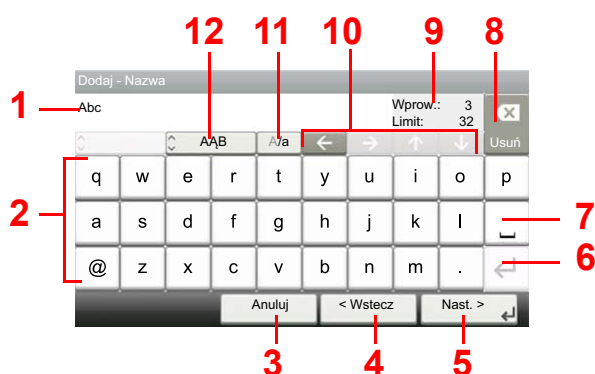 12 11 10 9 8
Dodaj - Nazwa
1 Abc Wprow.: 3
Limit: 32
AĄB A/a ← → ↑ ↓ Usuń
2 q w e r t y u i o p
a s d f g h j k l 7
@ z x c v b n m . 6
Anuluj < Wstecz Nast. >
3 4 5